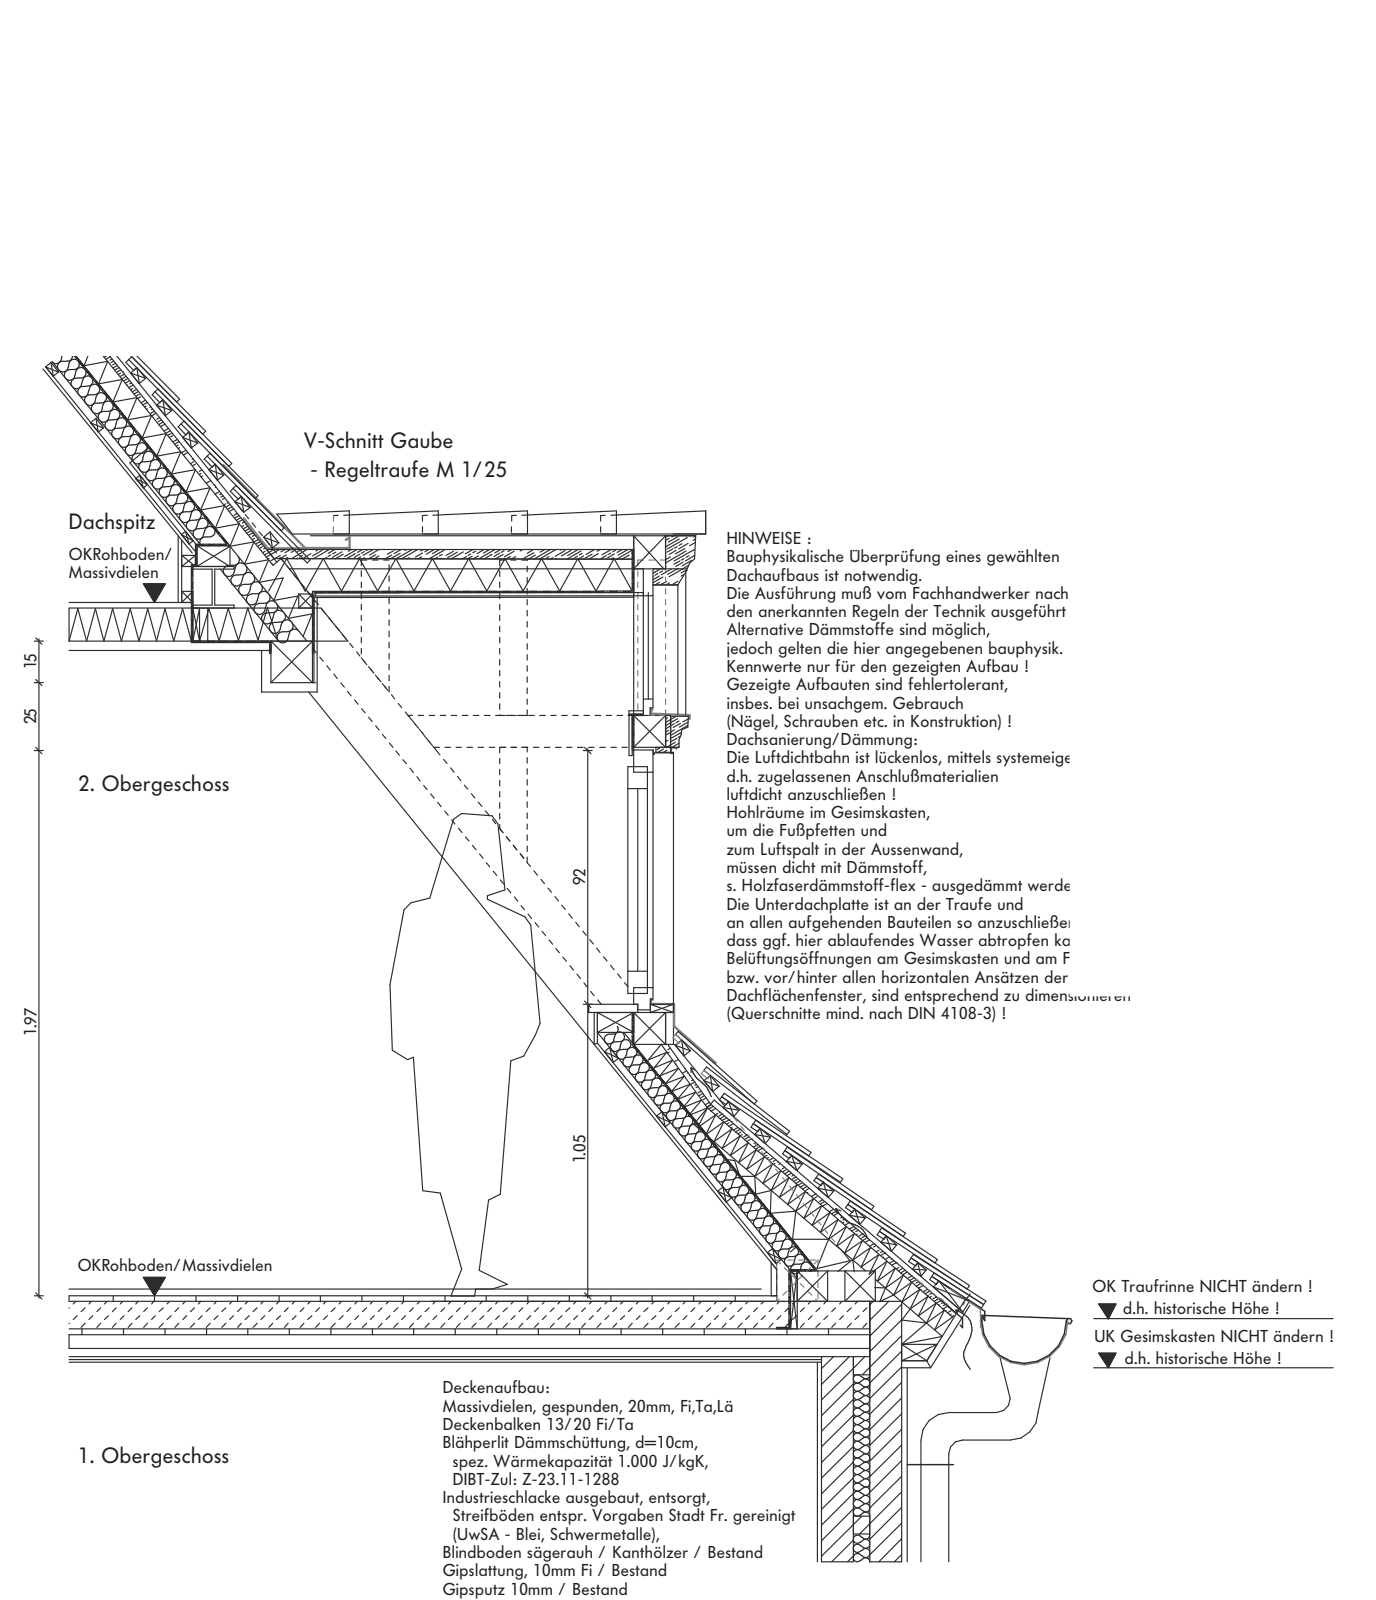 V-Schnitt Gaube
- Regeltraufe M 1/25
Dachspitz
OKRohboden/
Massivdielen
15
25
1.97
2. Obergeschoss
92
1.05
HINWEISE :
Bauphysikalische Überprüfung eines gewählten
Dachaufbaus ist notwendig.
Die Ausführung muß vom Fachhandwerker nach
den anerkannten Regeln der Technik ausgeführt
Alternative Dämmstoffe sind möglich,
jedoch gelten die hier angegebenen bauphysik.
Kennwerte nur für den gezeigten Aufbau !
Gezeigte Aufbauten sind fehlertolerant,
insbes. bei unsachgem. Gebrauch
(Nägel, Schrauben etc. in Konstruktion) !
Dachsanierung/Dämmung:
Die Luftdichtbahn ist lückenlos, mittels systemeige
d.h. zugelassenen Anschlußmaterialien
luftdicht anzuschließen !
Hohlräume im Gesimskasten,
um die Fußpfetten und
zum Luftspalt in der Aussenwand,
müssen dicht mit Dämmstoff,
s. Holzfaserdämmstoff-flex - ausgedämmt werde
Die Unterdachplatte ist an der Traufe und
an allen aufgehenden Bauteilen so anzuschließe
dass ggf. hier ablaufendes Wasser abtropfen ka
Belüftungsöffnungen am Gesimskasten und am F
bzw. vor/hinter allen horizontalen Ansätzen der
Dachflächenfenster, sind entsprechend zu dimensionieren
(Querschnitte mind. nach DIN 4108-3) !
OKRohboden/Massivdielen
OK Traufrinne NICHT ändern !
d.h. historische Höhe !
UK Gesimskasten NICHT ändern !
d.h. historische Höhe !
1. Obergeschoss
Deckenaufbau:
Massivdielen, gespunden, 20mm, Fi,Ta,Lä
Deckenbalken 13/20 Fi/Ta
Blähperlit Dämmschüttung, d=10cm,
spez. Wärmekapazität 1.000 J/kgK,
DIBT-Zul: Z-23.11-1288
Industrieschlacke ausgebaut, entsorgt,
Streifböden entspr. Vorgaben Stadt Fr. gereinigt
(UwSA - Blei, Schwermetalle),
Blindboden sägerauh / Kanthölzer / Bestand
Gipslattung, 10mm Fi / Bestand
Gipsputz 10mm / Bestand